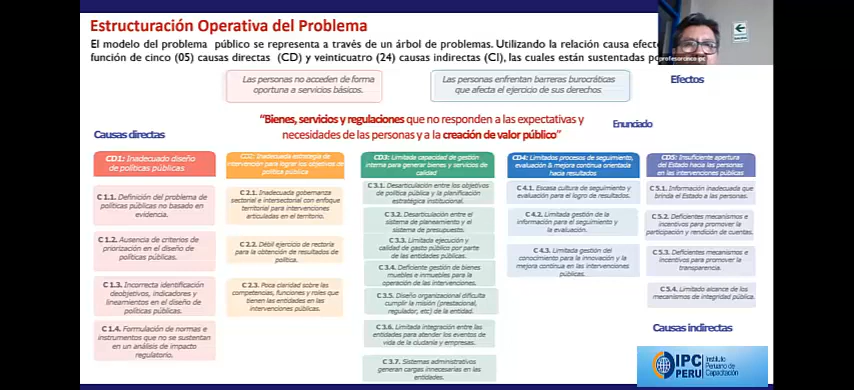 Estructuración Operativa del Problema
El modelo del problema público se representa a través de un árbol de problemas. Utilizando la relación causa efecto
función de cinco (05) causas directas (CD) y veinticuatro (24) causas indirectas (CI), las cuales están sustentadas po
profesorcinco ipc
Las personas no acceden de forma
oportuna a servicios básicos.
Las personas enfrentan barreras burocráticas
que afecta el ejercicio de sus derechos
Efectos
"Bienes, servicios y regulaciones que no responden a las expectativas y
necesidades de las personas y a la creación de valor público"
Enunciado
Causas directas
CD1: Inadecuado diseño
de políticas públicas
C 1.1. Definición del problema de
políticas públicas no basado en
evidencia.
C 1.2. Ausencia de criterios de
priorización en el diseño de
políticas públicas.
C 1.3. Incorrecta identificación
deobjetivos, indicadores y
lineamientos en el diseño de
políticas públicas.
C 1.4. Formulación de normas e
instrumentos que no se sustentan
en un análisis de impacto
regulatorio.
CD2: Inadecuada estrategia de
intervención para lograr los objetivos de
política pública
C 2.1. Inadecuada gobernanza
sectorial e intersectorial con enfoque
territorial para intervenciones
articuladas en el territorio.
C 2.2. Débil ejercicio de rectoría
para la obtención de resultados de
política.
C 2.3. Poca claridad sobre las
competencias, funciones y roles que
tienen las entidades en las
intervenciones públicas.
CD3: Limitada capacidad de gestión
interna para generar bienes y servicios de
calidad
C 3.1. Desarticulación entre los objetivos
de política pública y la planificación
estratégica institucional.
C 3.2. Desarticulación entre el
sistema de planeamiento y el
sistema de presupuesto.
C 3.3. Limitada ejecución y
calidad de gasto público por parte
de las entidades públicas.
C 3.4. Deficiente gestión de bienes
muebles e inmuebles para la
operación de las intervenciones.
C 3.5. Diseño organizacional dificulta
cumplir la misión (prestacional,
regulador, etc) de la entidad.
C 3.6. Limitada integración entre las
entidades para atender los eventos de
vida de la ciudanía y empresas.
C 3.7. Sistemas administrativos
generan cargas innecesarias en las
entidades.
CD4: Limitados procesos de seguimiento,
evaluación & mejora continua orientada
hacia resultados
C 4.1. Escasa cultura de seguimiento y
evaluación para el logro de resultados.
C 4.2. Limitada gestión de la
información para el seguimiento y
la evaluación.
C 4.3. Limitada gestión del
conocimiento para la innovación y la
mejora continua en las intervenciones
públicas.
CD5: Insuficiente apertura
del Estado hacia las personas
en las intervenciones públicas
C 5.1. Información inadecuada que
brinda el Estado a las personas.
C 5.2. Deficientes mecanismos e
incentivos para promover la
participación y rendición de cuentas.
C 5.3. Deficientes mecanismos e
incentivos para promover la
transparencia.
C 5.4. Limitado alcance de los
mecanismos de integridad pública.
Causas indirectas
IPC
PERU
Instituto
Peruano de
Capacitación